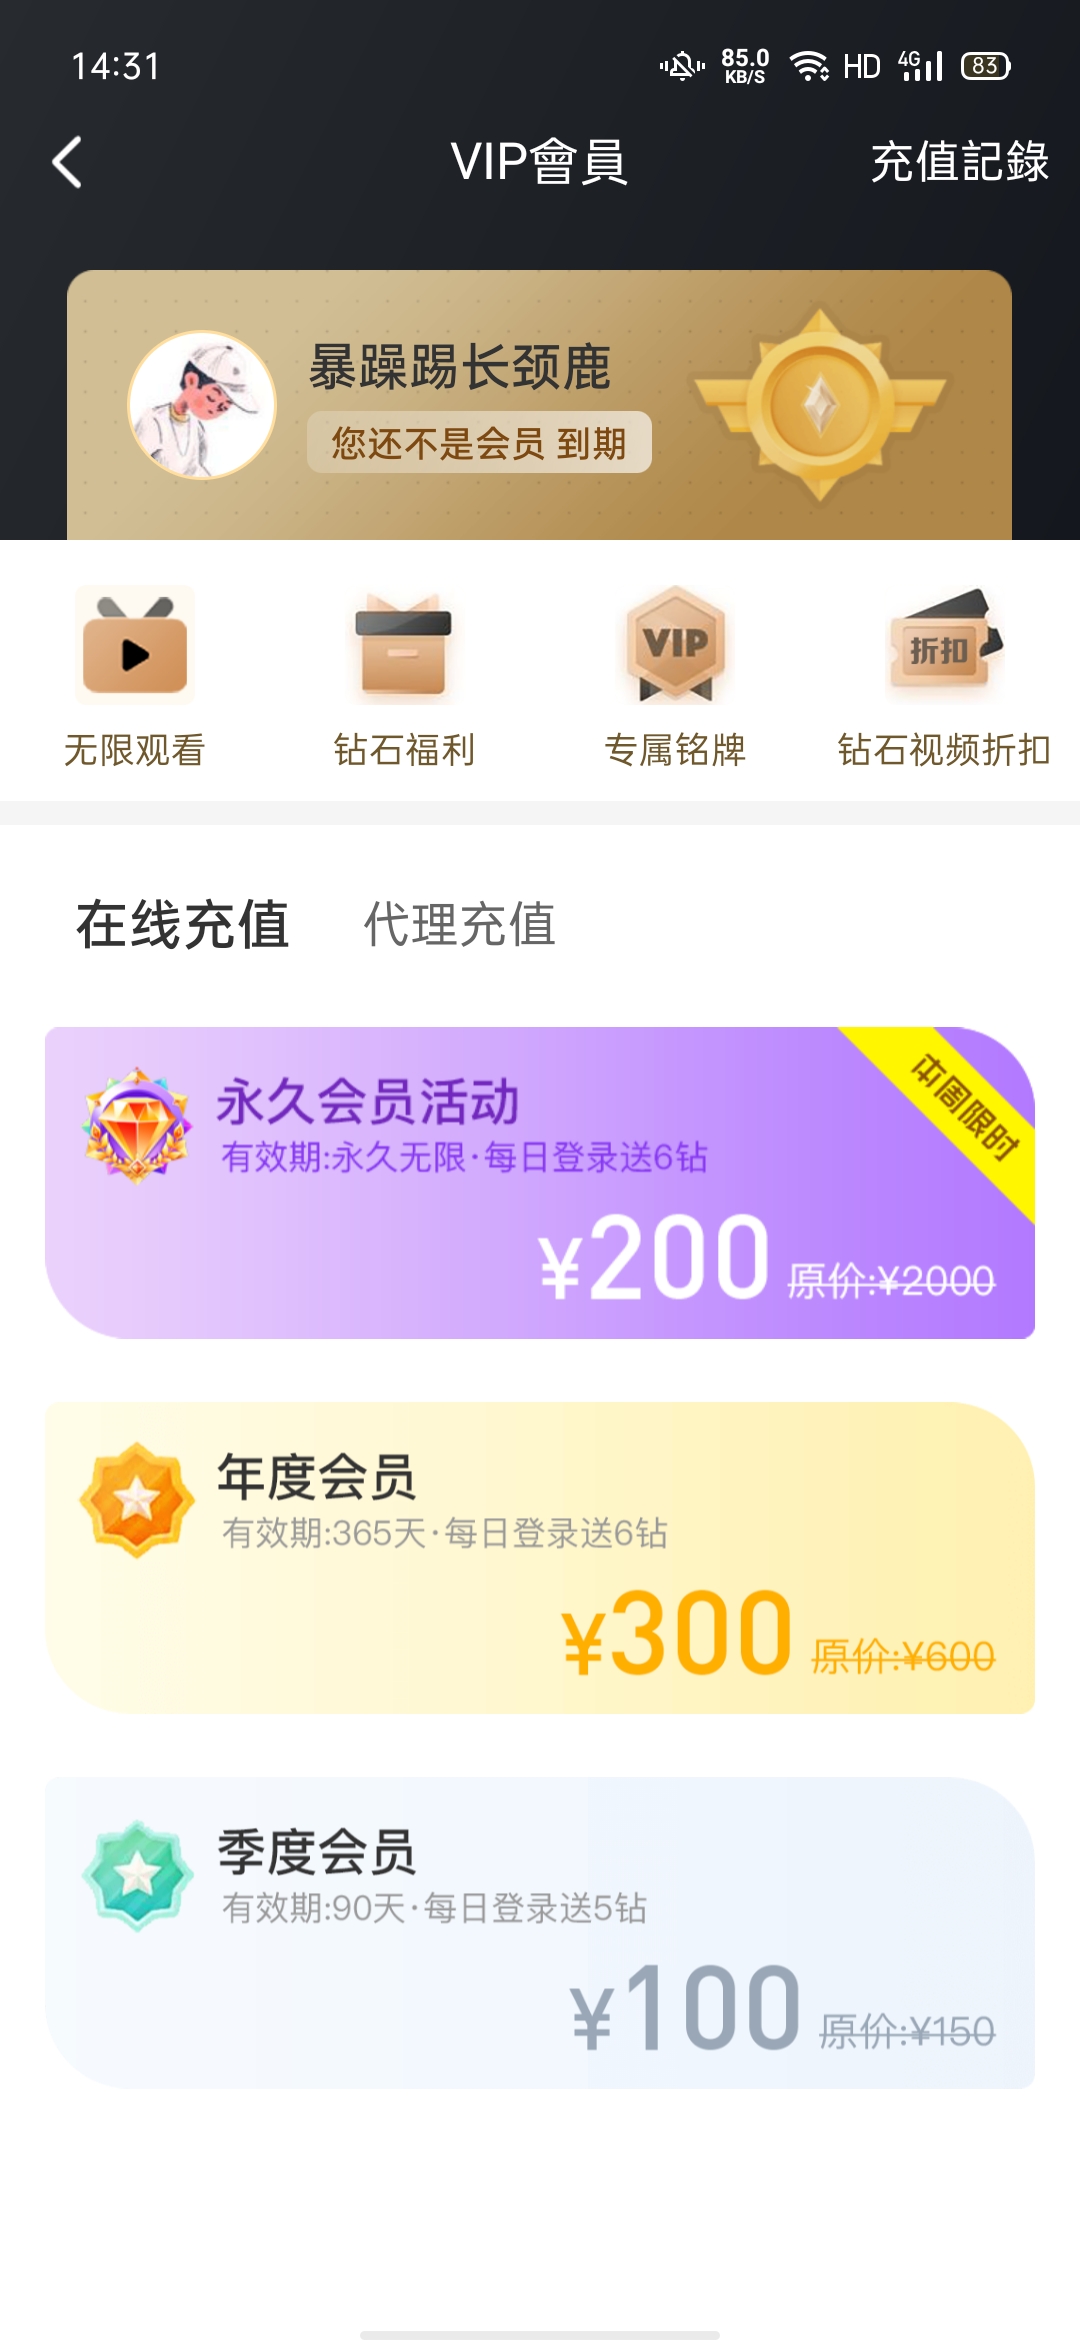 14:31
85.0
KB/S
HD
4G
83
VIP會員
充值記錄
暴躁踢长颈鹿
您还不是会员 到期
VIP
折扣
无限观看
钻石福利
专属铭牌
钻石视频折扣
在线充值
代理充值
本周限时
永久会员活动
有效期:永久无限·每日登录送6钻
¥200 原价:¥2000
年度会员
有效期:365天·每日登录送6钻
¥300 原价:¥600
季度会员
有效期:90天·每日登录送5钻
¥100 原价:¥150